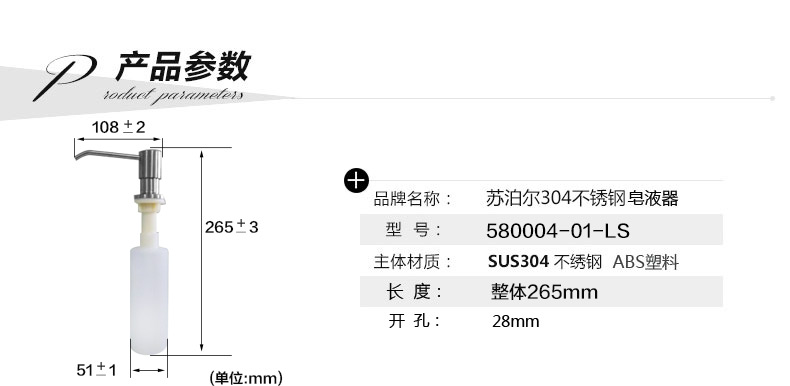 产品参数
Product parameters
108±2
265±3
51±1
(单位:mm)
品牌名称： 苏泊尔304不锈钢皂液器
型 号： 580004-01-LS
主体材质： SUS304 不绣钢 ABS塑料
长 度： 整体265mm
开 孔： 28mm